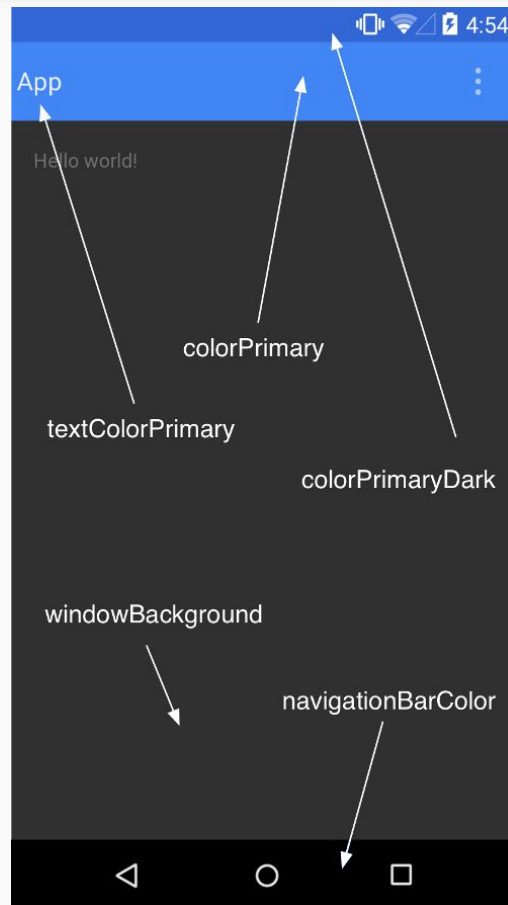 4:54
App
Hello world!
colorPrimary
textColorPrimary
colorPrimaryDark
windowBackground
navigationBarColor